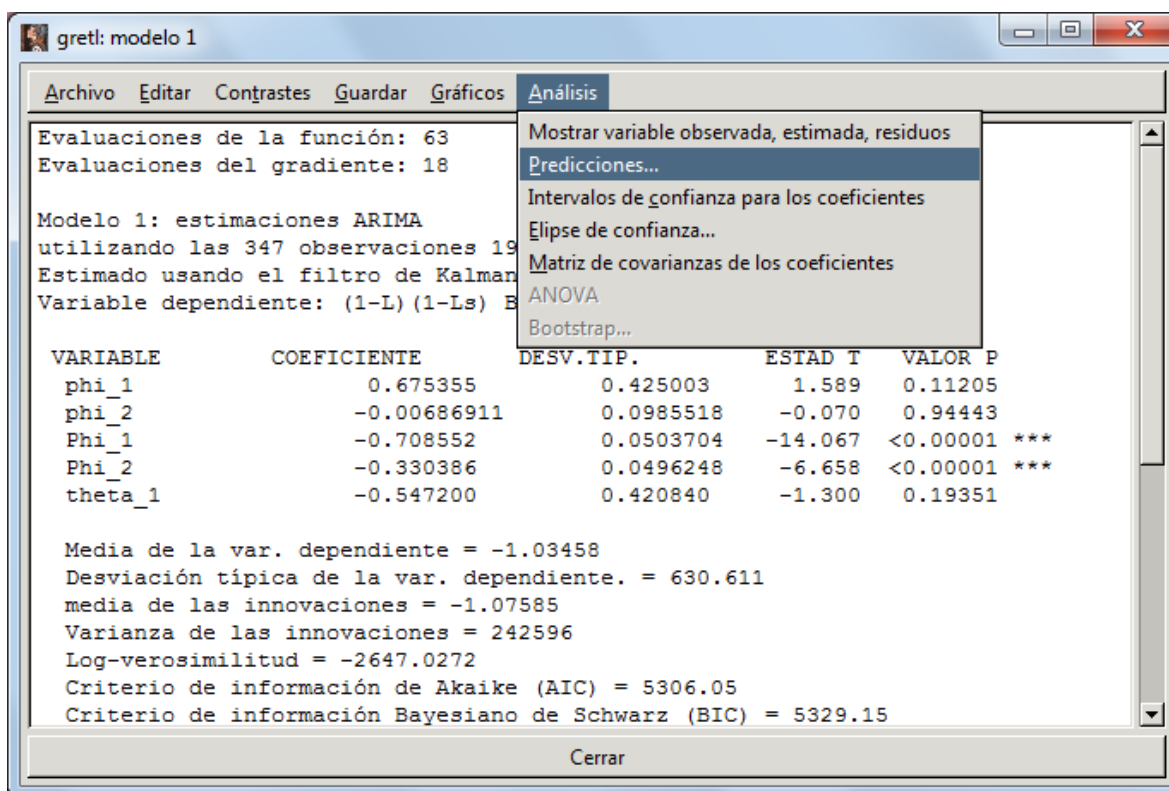 gretl: modelo 1
Archivo Editar Contrastes Guardar Gráficos Análisis
Evaluaciones de la función: 63
Evaluaciones del gradiente: 18
Mostrar variable observada, estimada, residuos
Predicciones...
Intervalos de confianza para los coeficientes
Elipse de confianza...
Matriz de covarianzas de los coeficientes
ANOVA
Bootstrap...
Modelo 1: estimaciones ARIMA
utilizando las 347 observaciones 19
Estimado usando el filtro de Kalman
Variable dependiente: (1-L)(1-Ls) B
VARIABLE COEFICIENTE DESV.TIP. ESTAD T VALOR P
phi_1 0.675355 0.425003 1.589 0.11205
phi_2 -0.00686911 0.0985518 -0.070 0.94443
Phi_1 -0.708552 0.0503704 -14.067 <0.00001 ***
Phi_2 -0.330386 0.0496248 -6.658 <0.00001 ***
theta_1 -0.547200 0.420840 -1.300 0.19351
Media de la var. dependiente = -1.03458
Desviación típica de la var. dependiente. = 630.611
media de las innovaciones = -1.07585
Varianza de las innovaciones = 242596
Log-verosimilitud = -2647.0272
Criterio de información de Akaike (AIC) = 5306.05
Criterio de información Bayesiano de Schwarz (BIC) = 5329.15
Cerrar